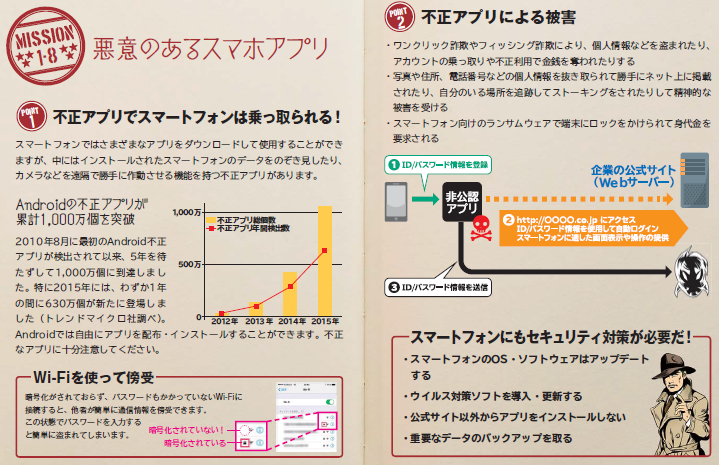 MISSION
1-8
悪意のあるスマホアプリ
POINT
1
不正アプリでスマートフォンは乗っ取られる！
スマートフォンではさまざまなアプリをダウンロードして使用することができ
ますが、中にはインストールされたスマートフォンのデータをのぞき見したり、
カメラなどを遠隔で勝手に作動させる機能を持つ不正アプリがあります。
Androidの不正アプリが
累計1,000万個を突破
2010年8月に最初のAndroid不正
アプリが検出されて以来、5年を待
たずして1,000万個に到達しまし
た。特に2015年には、わずか1年
の間に630万個が新たに登場しま
した（トレンドマイクロ社調べ）。
Androidでは自由にアプリを配布・インストールすることができます。不正
なアプリに十分注意してください。
1,000万
500万
0
不正アプリ総個数
不正アプリ年間検出数
2012年
2013年
2014年
2015年
Wi-Fiを使って傍受
暗号化がされておらず、パスワードもかかっていないWi-Fiに
接続すると、他者が簡単に通信情報を傍受できます。
この状態でパスワードを入力する
と簡単に盗まれてしまいます。
暗号化されていない！
暗号化されている
POINT
2
不正アプリによる被害
・ワンクリック詐欺やフィッシング詐欺により、個人情報などを盗まれたり、
アカウントの乗っ取りや不正利用で金銭を奪われたりする
・写真や住所、電話番号などの個人情報を抜き取られて勝手にネット上に掲載
されたり、自分のいる場所を追跡してストーキングをされたりして精神的な
被害を受ける
・スマートフォン向けのランサムウェアで端末にロックをかけられて身代金を
要求される
1 ID/パスワード情報を登録
非公認
アプリ
企業の公式サイト
（Webサーバー）
2 http://OOOO.co.jp にアクセス
ID/パスワード情報を使用して自動ログイン
スマートフォンに適した画面表示や操作の提供
3 ID/パスワード情報を送信
スマートフォンにもセキュリティ対策が必要だ！
・スマートフォンのOS・ソフトウェアはアップデート
する
・ウイルス対策ソフトを導入・更新する
・公式サイト以外からアプリをインストールしない
・重要なデータのバックアップを取る